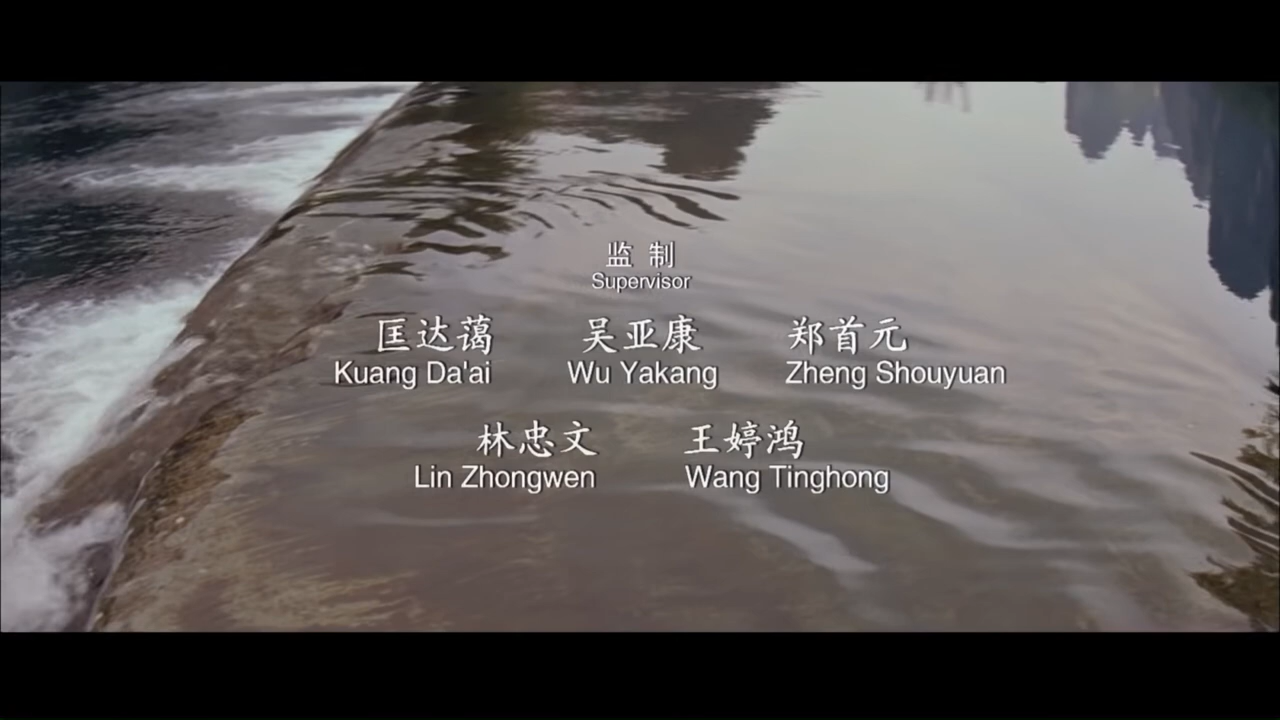 监 制
Supervisor
匡达蔼 吴亚康 郑首元
Kuang Da'ai Wu Yakang Zheng Shouyuan
林忠文 王婷鸿
Lin Zhongwen Wang Tinghong